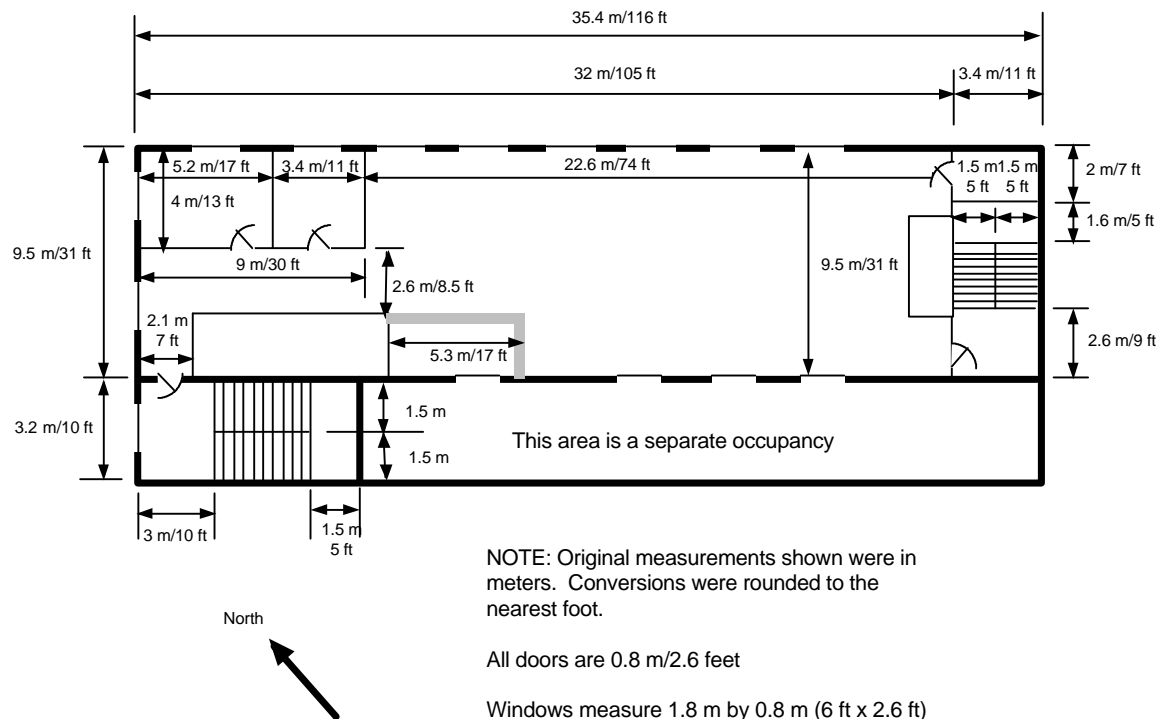 35.4 m/116 ft
32 m/105 ft
3.4 m/11 ft
5.2 m/17 ft
3.4 m/11 ft
22.6 m/74 ft
1.5 m
1.5 m
5 ft
5 ft
2 m/7 ft
4 m/13 ft
1.6 m/5 ft
9.5 m/31 ft
9 m/30 ft
9.5 m/31 ft
2.6 m/8.5 ft
2.1 m
7 ft
5.3 m/17 ft
2.6 m/9 ft
3.2 m/10 ft
1.5 m
This area is a separate occupancy
1.5 m
3 m/10 ft
1.5 m
5 ft
NOTE: Original measurements shown were in
meters. Conversions were rounded to the
nearest foot.
North
All doors are 0.8 m/2.6 feet
Windows measure 1.8 m by 0.8 m (6 ft x 2.6 ft)